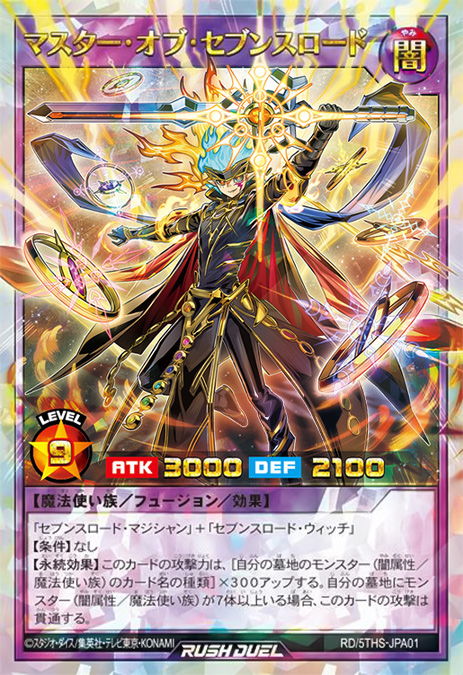 マスター・オブ・セブンスロード
やみ
闇
LEVEL
9
ATK 3000 DEF 2100
【魔法使い族／フュージョン／効果】
「セブンスロード・マジシャン」＋「セブンスロード・ウィッチ」
【条件】なし
【永続効果】このカードの攻撃力は、［自分の墓地のモンスター（闇属性／
魔法使い族）のカード名の種類］×300アップする。自分の墓地にモン
スター（闇属性／魔法使い族）が7体以上いる場合、このカードの攻撃は
貫通する。
©スタジオ・ダイス/集英社・テレビ東京・KONAMI RUSH DUEL RD/5THS-JPA01